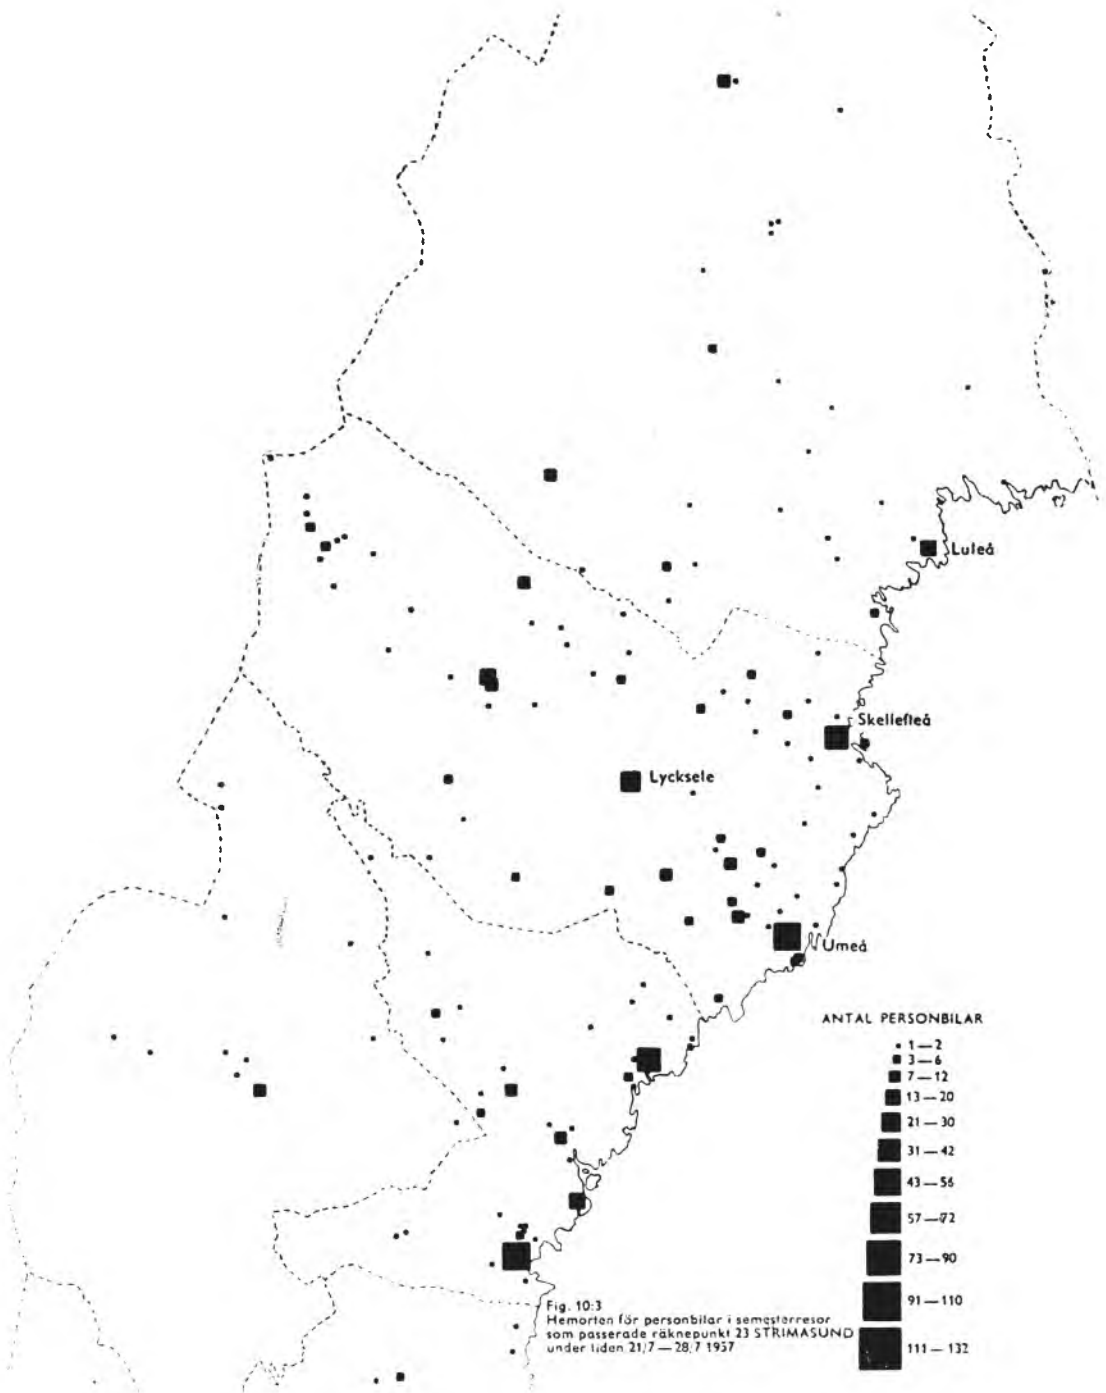 Luleå
Skellefteå
Lycksele
Umeå
ANTAL PERSONBILAR
1—2
3—6
7—12
13—20
21—30
31—42
43—56
57—72
73—90
91—110
111—132
Fig. 10:3
Hemorten för personbilar i semesterresor
som passerade räknepunkt 23 STRIMASUND
under tiden 21/7—28/7 1957